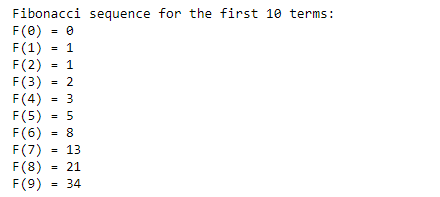 Fibonacci sequence for the first 10 terms:
F(0) = 0
F(1) = 1
F(2) = 1
F(3) = 2
F(4) = 3
F(5) = 5
F(6) = 8
F(7) = 13
F(8) = 21
F(9) = 34